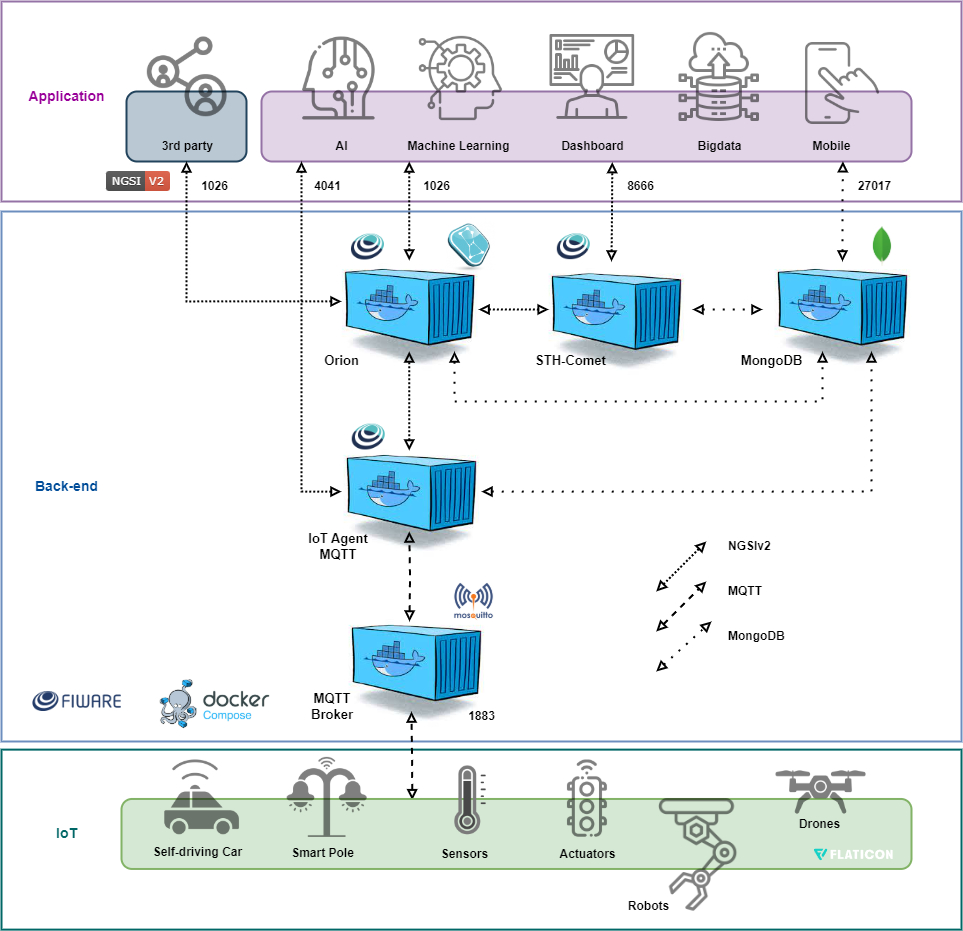 Application
3rd party
AI
Machine Learning
Dashboard
Bigdata
Mobile
NGSI V2
1026
4041
1026
8666
27017
Orion
STH-Comet
MongoDB
Back-end
IoT Agent
MQTT
NGSIv2
MQTT
MongoDB
mosquitto
FIWARE
docker
Compose
MQTT
Broker
1883
IoT
Self-driving Car
Smart Pole
Sensors
Actuators
Robots
Drones
FLATICON